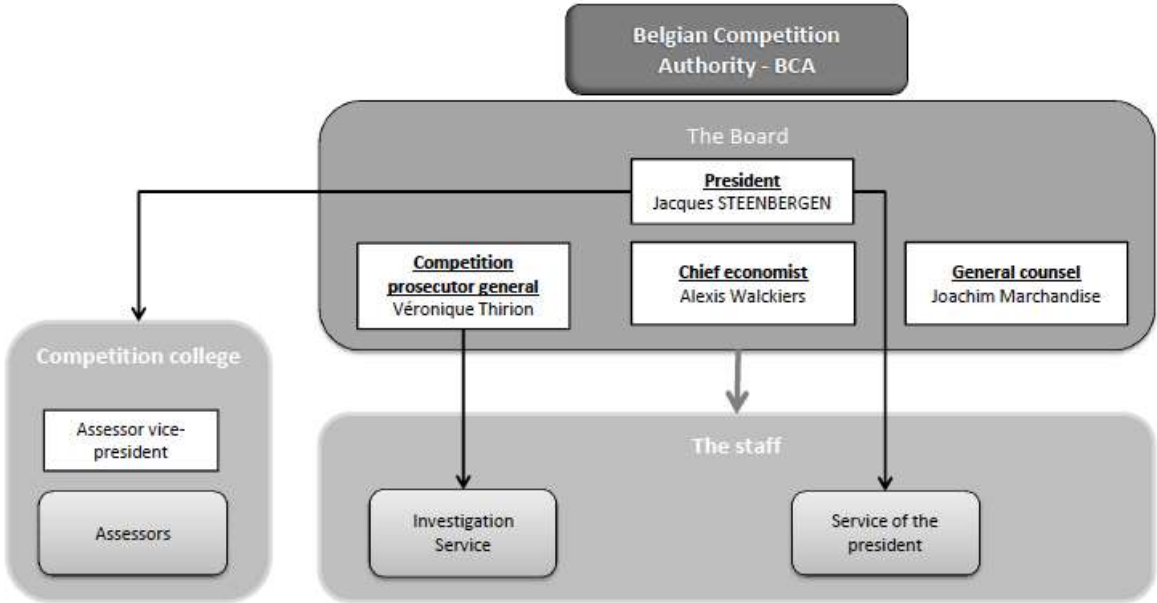 Belgian Competition
Authority - BCA
The Board
President
Jacques STEENBERGEN
Competition
prosecutor general
Véronique Thirion
Chief economist
Alexis Walckiers
General counsel
Joachim Marchandise
Competition college
Assessor vice-
president
Assessors
The staff
Investigation
Service
Service of the
president